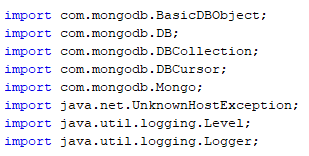 import com.mongodb.BasicDBObject;
import com.mongodb.DB;
import com.mongodb.DBCollection;
import com.mongodb.DBCursor;
import com.mongodb.Mongo;
import java.net.UnknownHostException;
import java.util.logging.Level;
import java.util.logging.Logger;